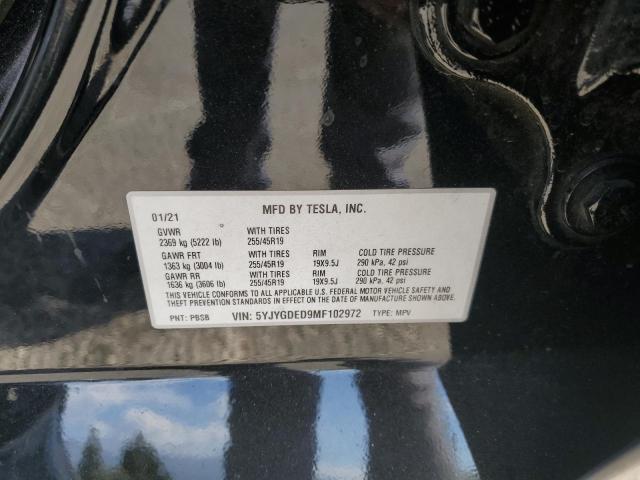 01/21 MFD BY TESLA, INC.
GVWR WITH TIRES
2369 kg (5222 lb) 255/45R19
GAWR FRT WITH TIRES RIM COLD TIRE PRESSURE
1363 kg (3004 lb) 255/45R19 19X9.5J 290 kPa, 42 psi
GAWR RR WITH TIRES RIM COLD TIRE PRESSURE
1636 kg (3606 lb) 255/45R19 19X9.5J 290 kPa, 42 psi
THIS VEHICLE CONFORMS TO ALL APPLICABLE U.S. FEDERAL MOTOR VEHICLE SAFETY AND
THEFT PREVENTION STANDARDS IN EFFECT ON THE DATE OF MANUFACTURE SHOWN ABOVE.
PNT: PBSB VIN: 5YJYGDED9MF102972 TYPE: MPV